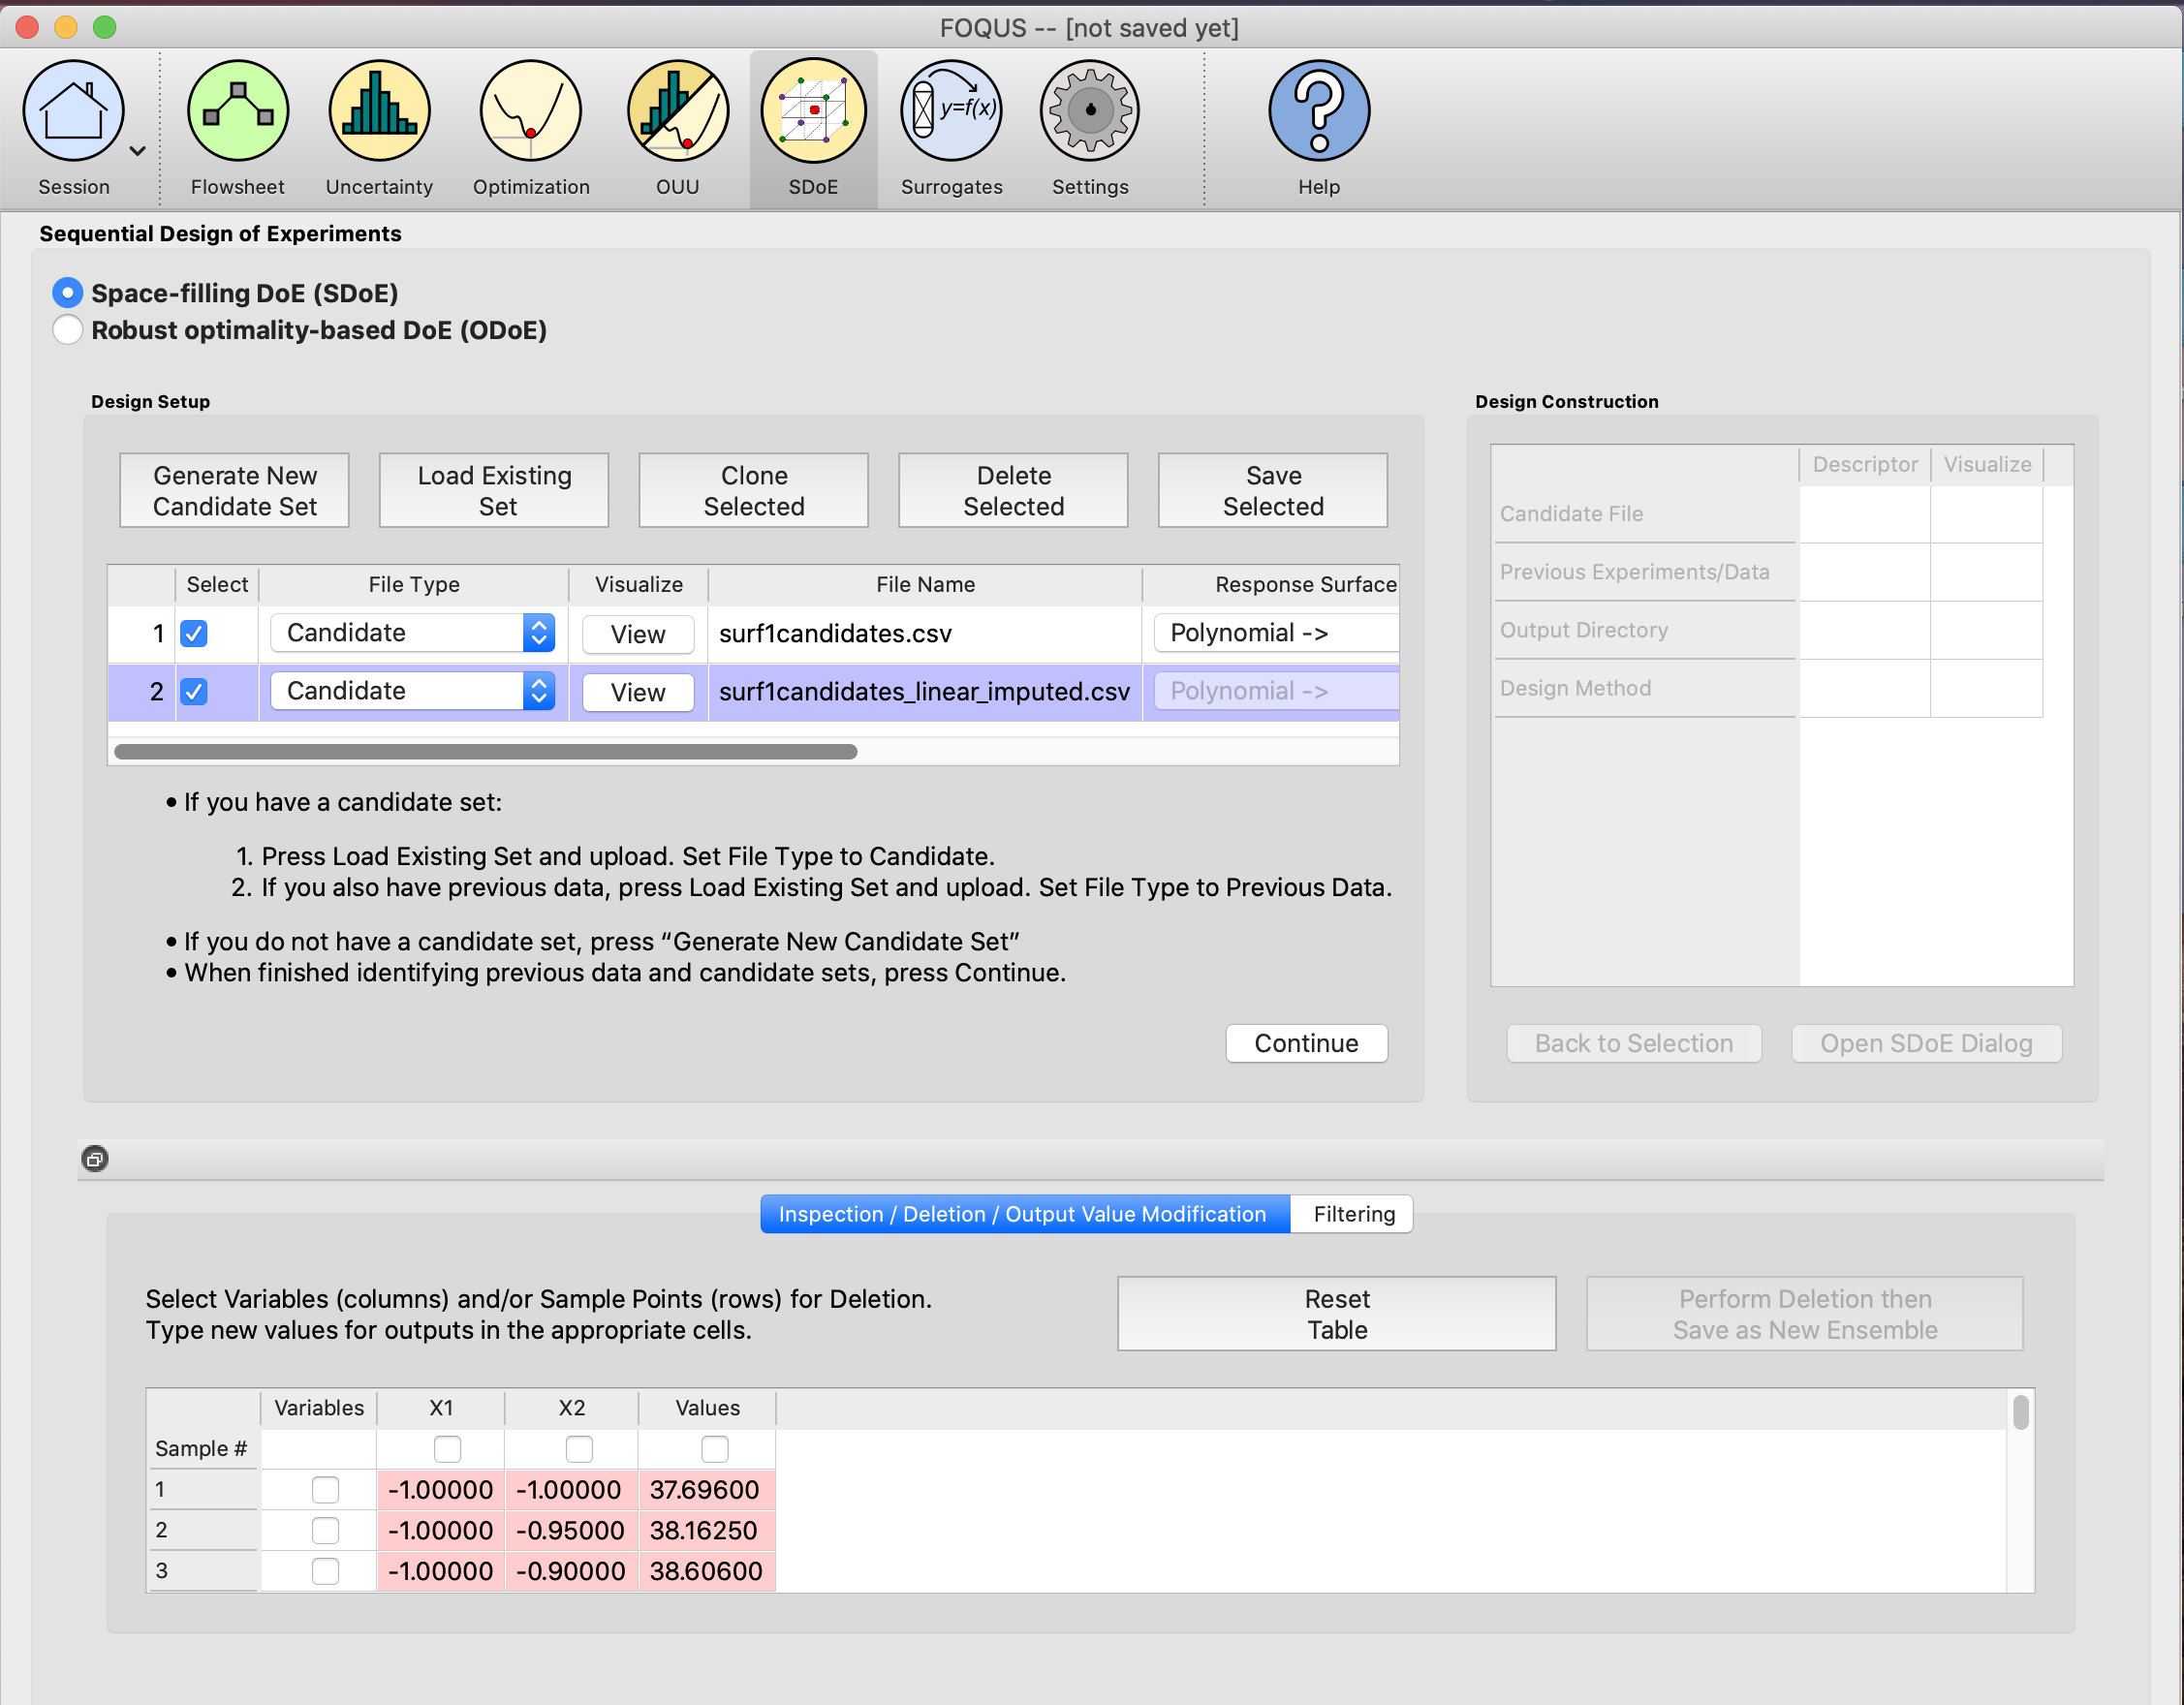 FOQUS -- [not saved yet]
y=f(x)
Session
Flowsheet
Uncertainty
Optimization
OUU
SDoE
Surrogates
Settings
Help
Sequential Design of Experiments
Space-filling DoE (SDoE)
Robust optimality-based DoE (ODoE)
Design Setup
Generate New
Candidate Set
Load Existing
Set
Clone
Selected
Delete
Selected
Save
Selected
Select File Type Visualize File Name Response Surface
1 Candidate View surf1candidates.csv Polynomial ->
2 Candidate View surf1candidates_linear_imputed.csv Polynomial ->
• If you have a candidate set:
1. Press Load Existing Set and upload. Set File Type to Candidate.
2. If you also have previous data, press Load Existing Set and upload. Set File Type to Previous Data.
• If you do not have a candidate set, press “Generate New Candidate Set”
• When finished identifying previous data and candidate sets, press Continue.
Continue
Design Construction
Descriptor Visualize
Candidate File
Previous Experiments/Data
Output Directory
Design Method
Back to Selection
Open SDoE Dialog
Inspection / Deletion / Output Value Modification
Filtering
Select Variables (columns) and/or Sample Points (rows) for Deletion.
Type new values for outputs in the appropriate cells.
Reset
Table
Perform Deletion then
Save as New Ensemble
Variables X1 X2 Values
Sample #
1 -1.00000 -1.00000 37.69600
2 -1.00000 -0.95000 38.16250
3 -1.00000 -0.90000 38.60600